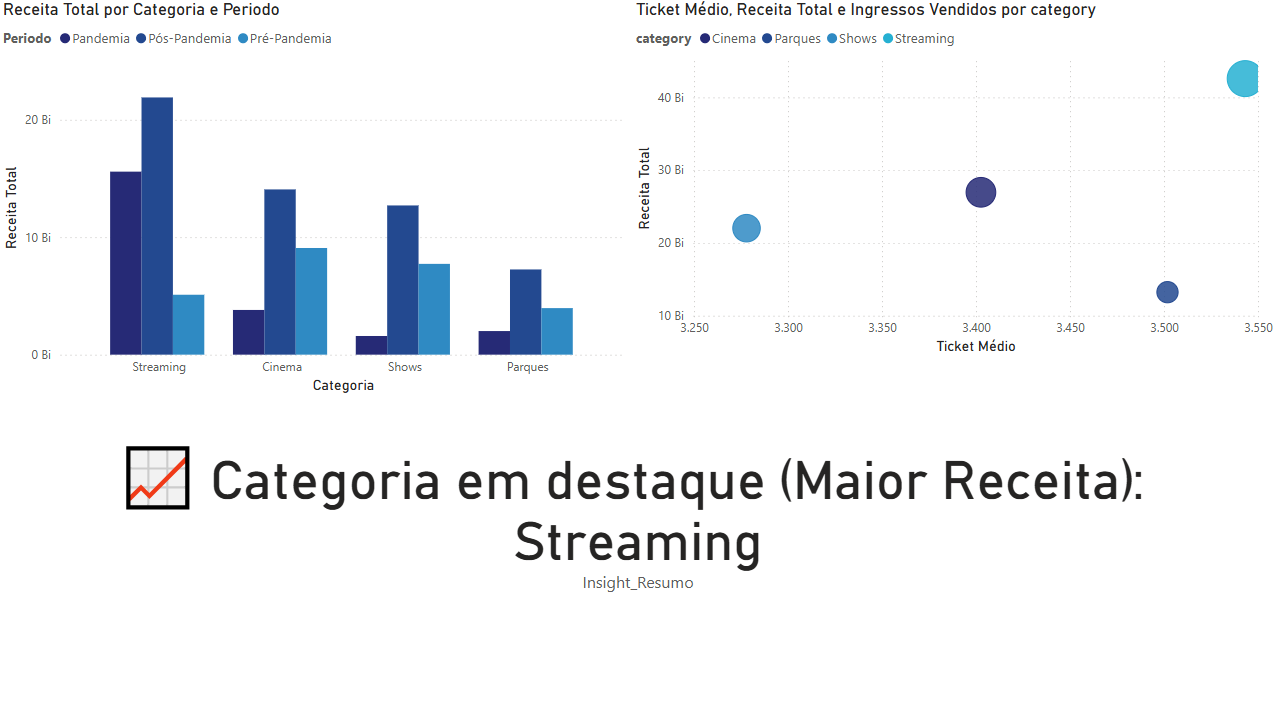 Receita Total por Categoria e Periodo
Periodo Pandemia Pós-Pandemia Pré-Pandemia
20 Bi
10 Bi
0 Bi
Receita Total
Streaming Cinema Shows Parques
Categoria
Ticket Médio, Receita Total e Ingressos Vendidos por category
category Cinema Parques Shows Streaming
40 Bi
30 Bi
20 Bi
10 Bi
Receita Total
3.250 3.300 3.350 3.400 3.450 3.500 3.550
Ticket Médio
Categoria em destaque (Maior Receita):
Streaming
Insight_Resumo